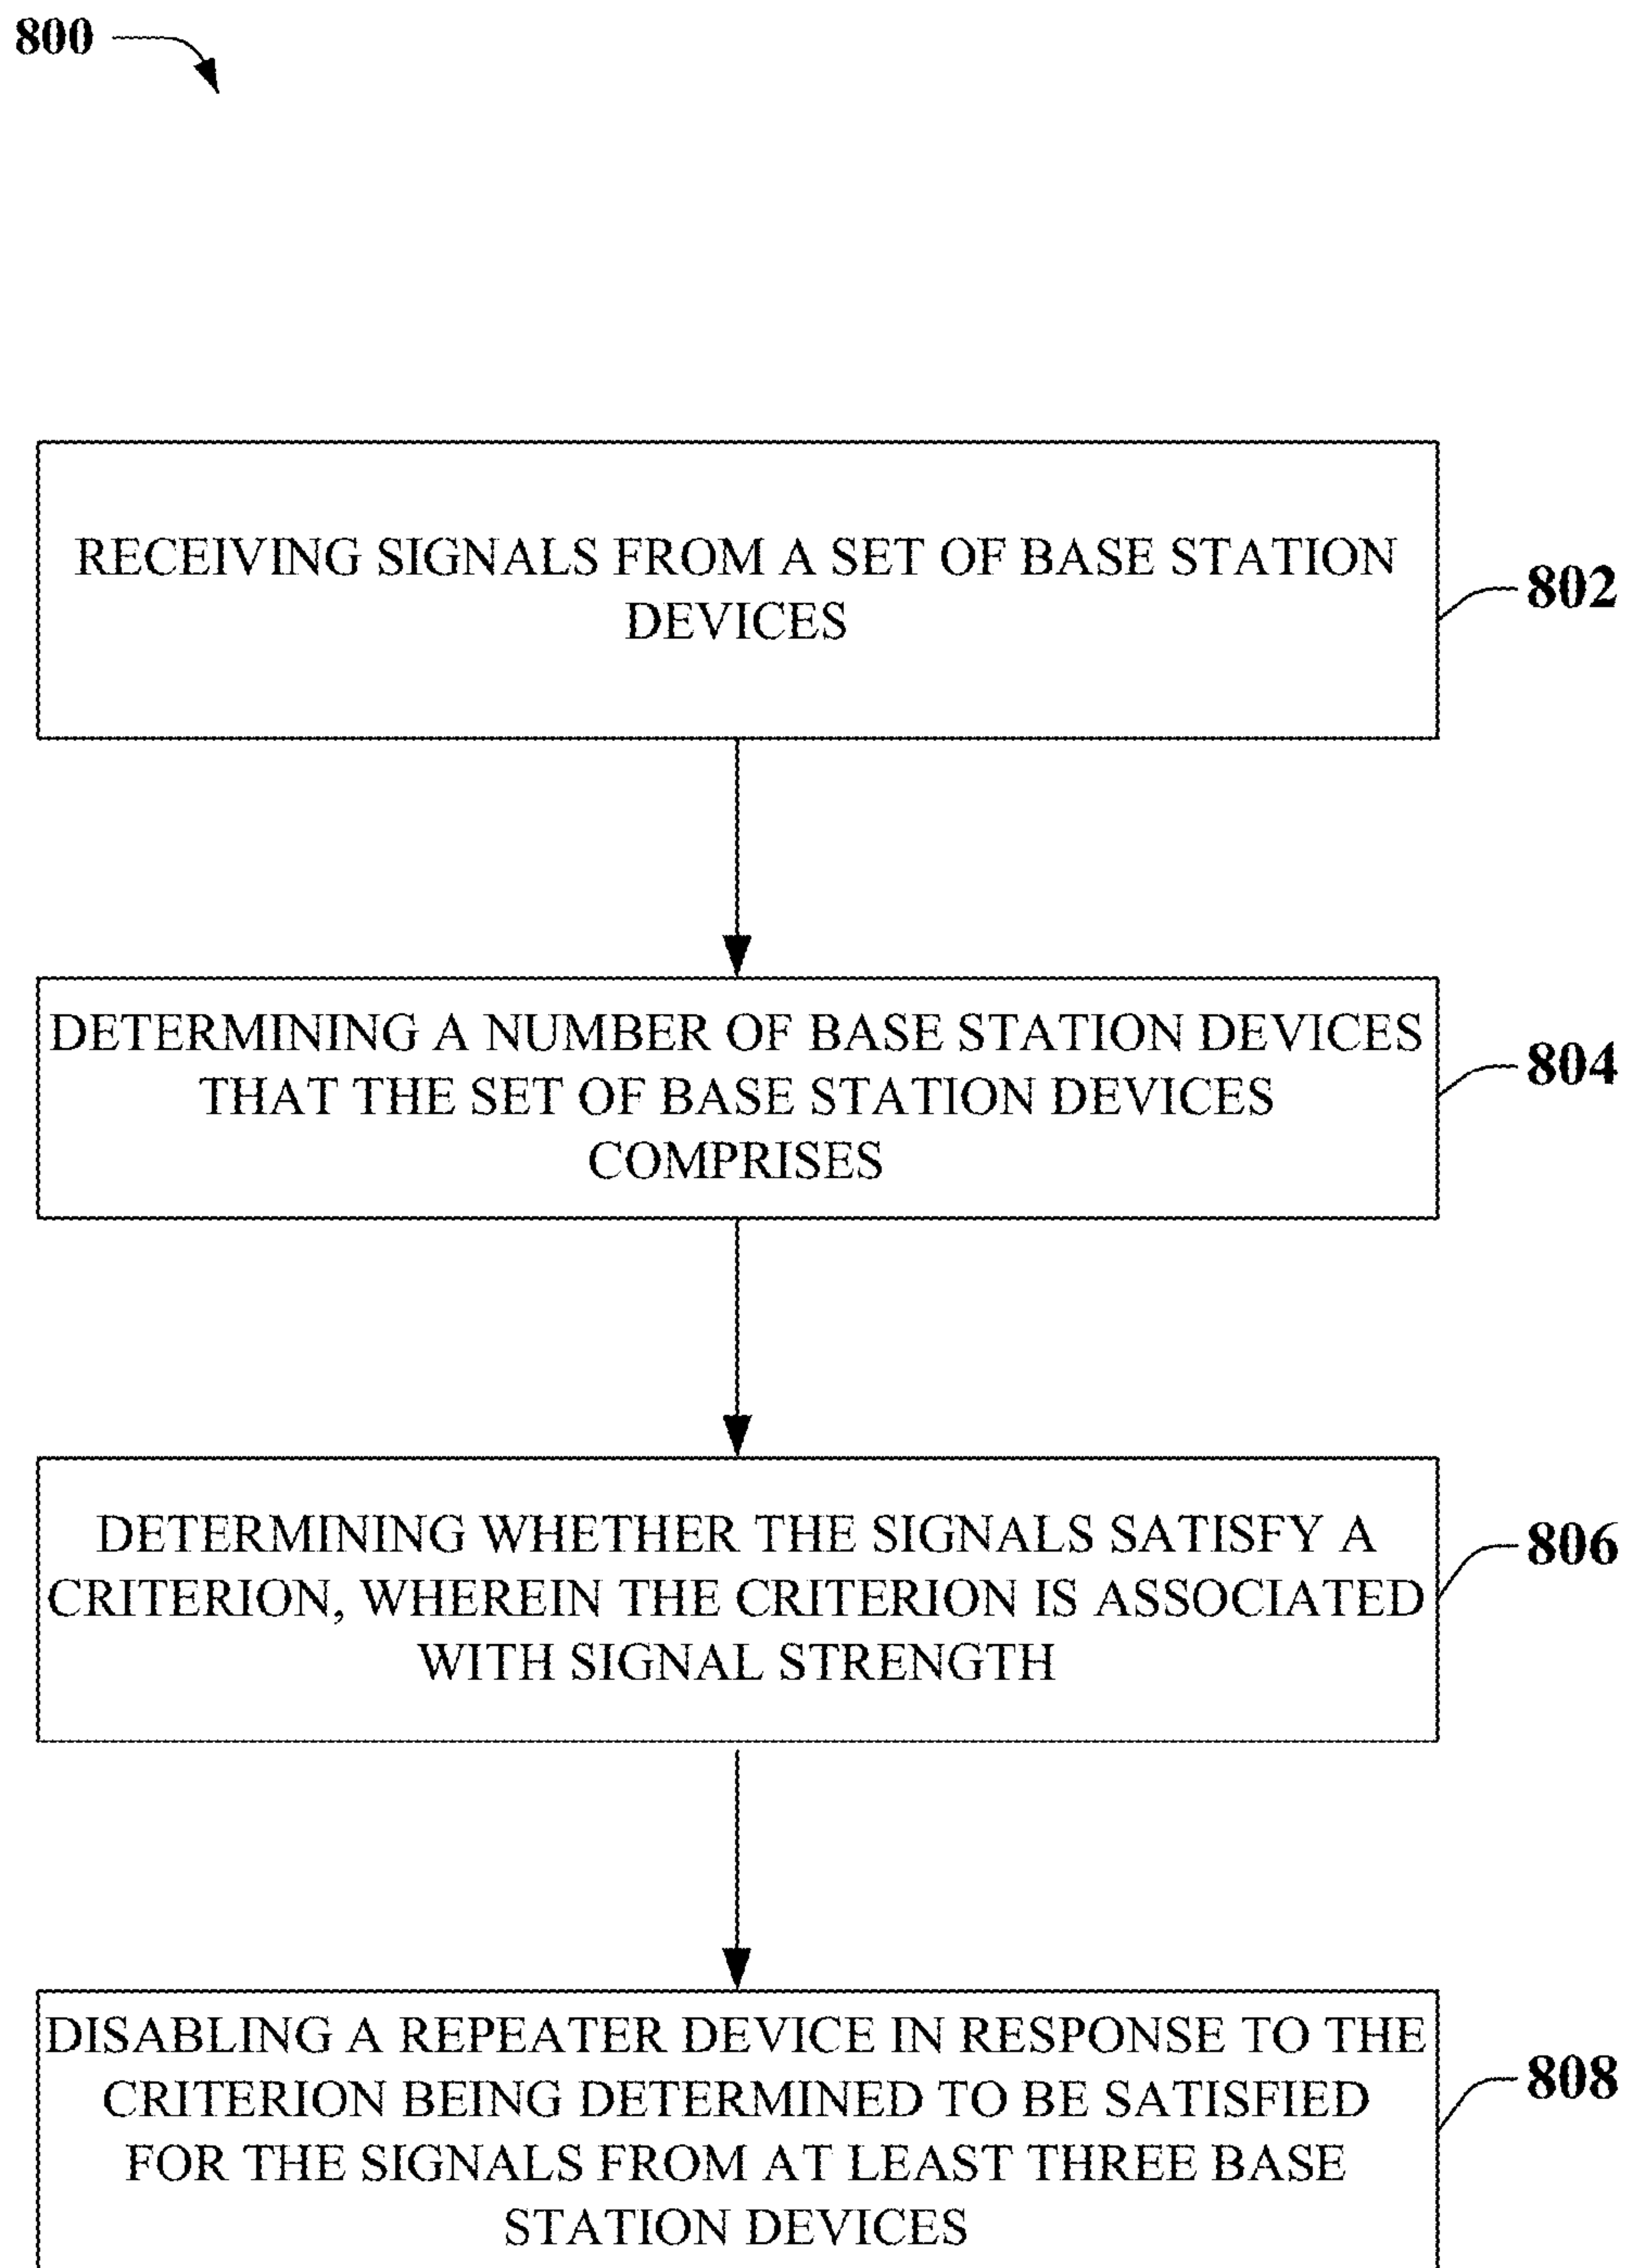 800
RECEIVING SIGNALS FROM A SET OF BASE STATION
DEVICES
802
DETERMINING A NUMBER OF BASE STATION DEVICES
THAT THE SET OF BASE STATION DEVICES
COMPRISES
804
DETERMINING WHETHER THE SIGNALS SATISFY A
CRITERION, WHEREIN THE CRITERION IS ASSOCIATED
WITH SIGNAL STRENGTH
806
DISABLING A REPEATER DEVICE IN RESPONSE TO THE
CRITERION BEING DETERMINED TO BE SATISFIED
FOR THE SIGNALS FROM AT LEAST THREE BASE
STATION DEVICES
808